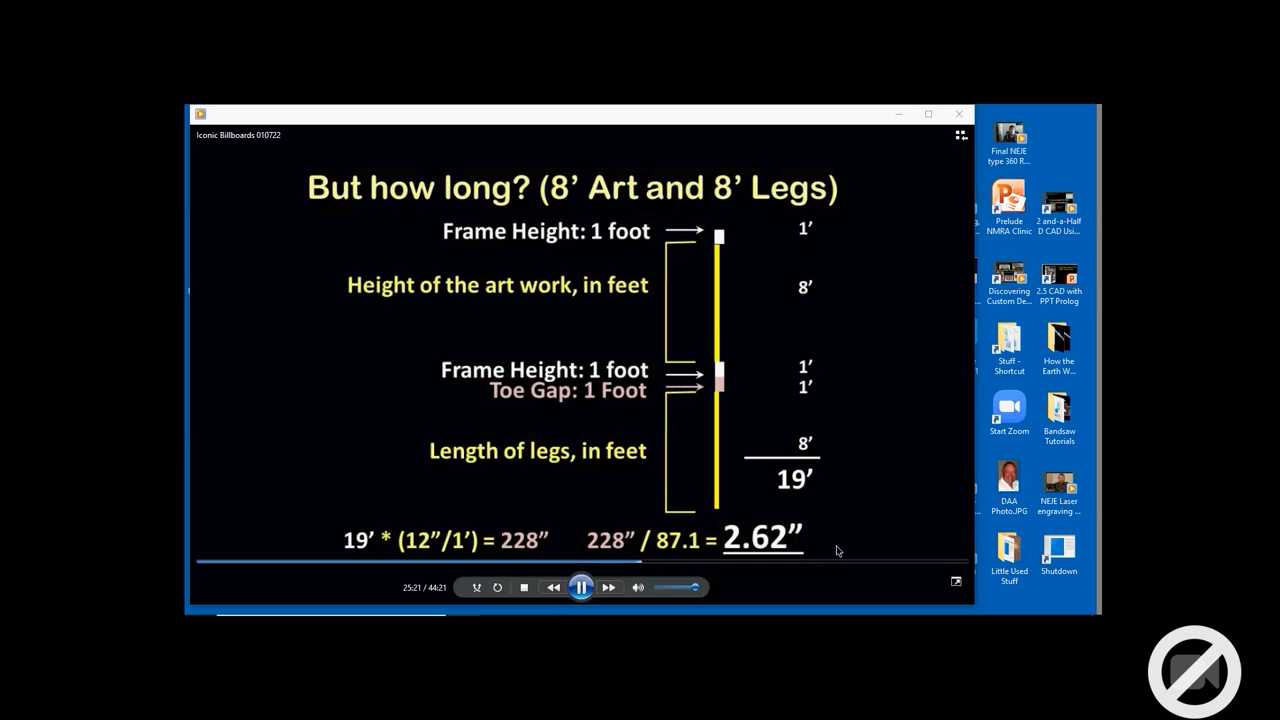 Iconic Billboards 010722
But how long? (8’ Art and 8’ Legs)
Frame Height: 1 foot
1’
Height of the art work, in feet
8’
Frame Height: 1 foot
1’
Toe Gap: 1 Foot
1’
Length of legs, in feet
8’
19’
19’ * (12”/1’) = 228”
228” / 87.1 = 2.62”
25:21 / 44:21
Final NEJE
type 360 R...
Prelude
NMRA Clinic
2 and-a-Half
D CAD Usi...
Discovering
Custom De...
2.5 CAD with
PPT Prolog
Stuff -
Shortcut
How the
Earth W...
Start Zoom
Bandsaw
Tutorials
DAA
Photo.JPG
NEJE Laser
engraving ...
Little Used
Stuff
Shutdown